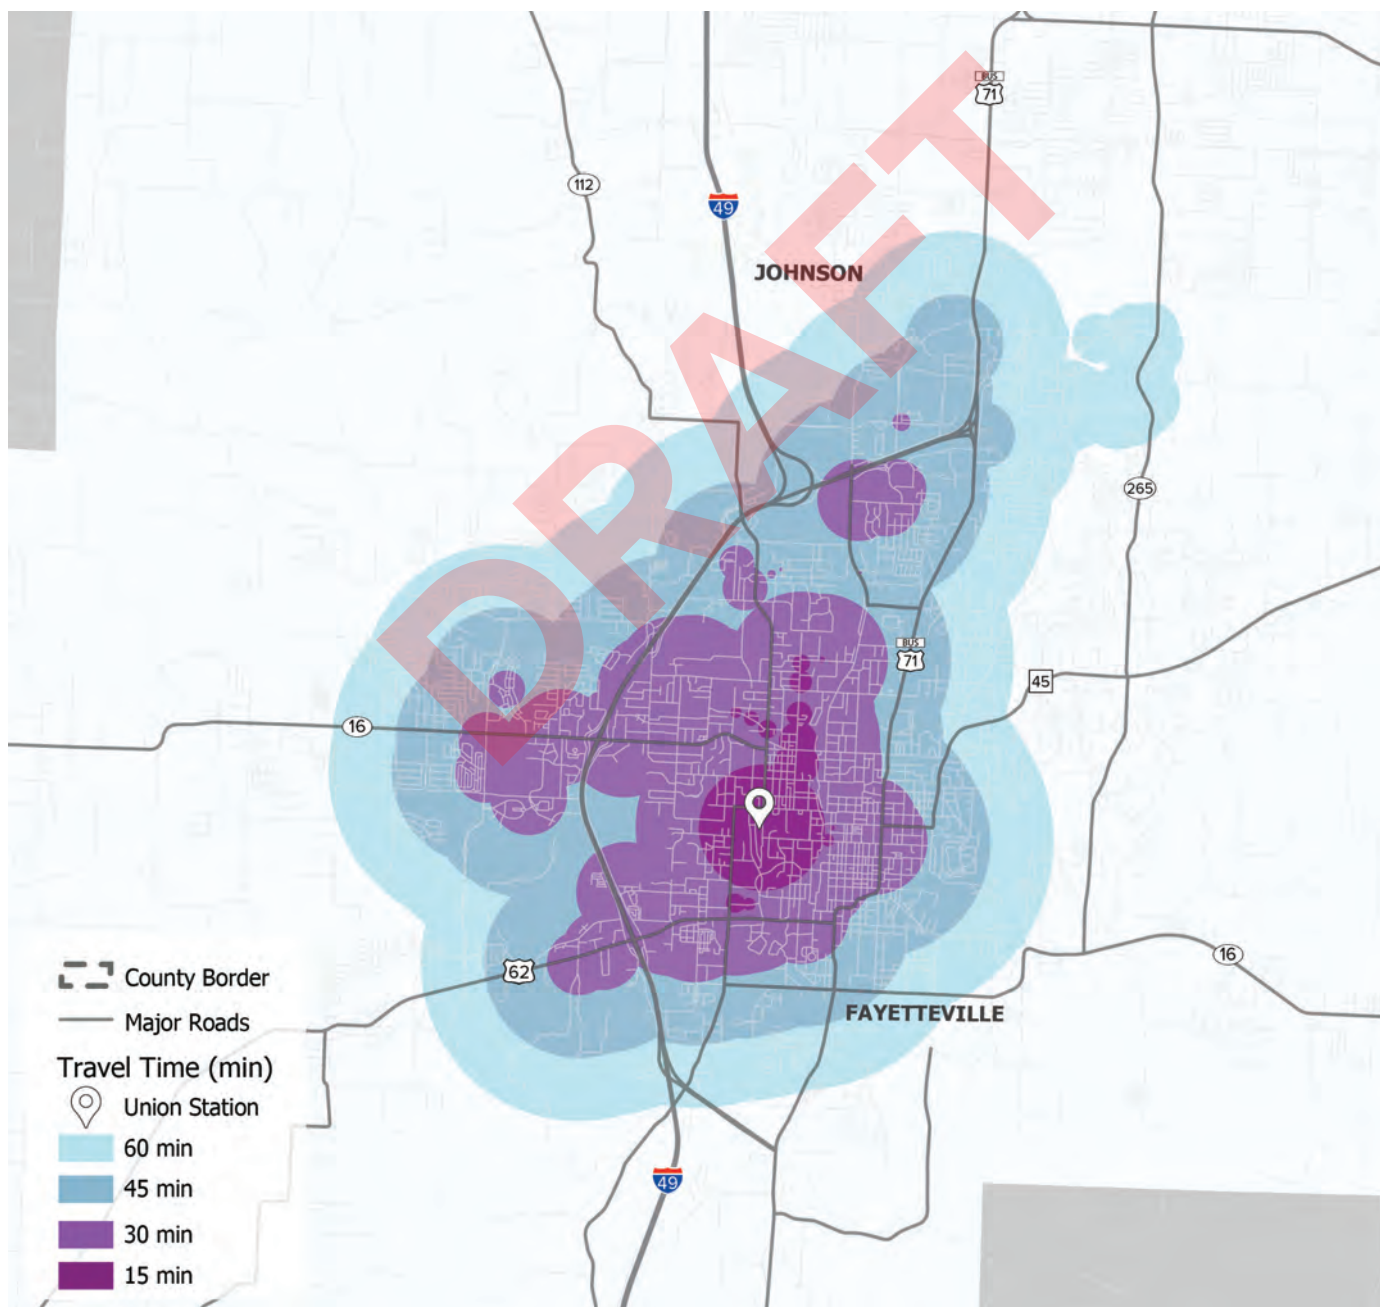 BUS
71
112
49
JOHNSON
DRAFT
265
BUS
71
45
16
62
16
FAYETTEVILLE
49
County Border
Major Roads
Travel Time (min)
Union Station
60 min
45 min
30 min
15 min